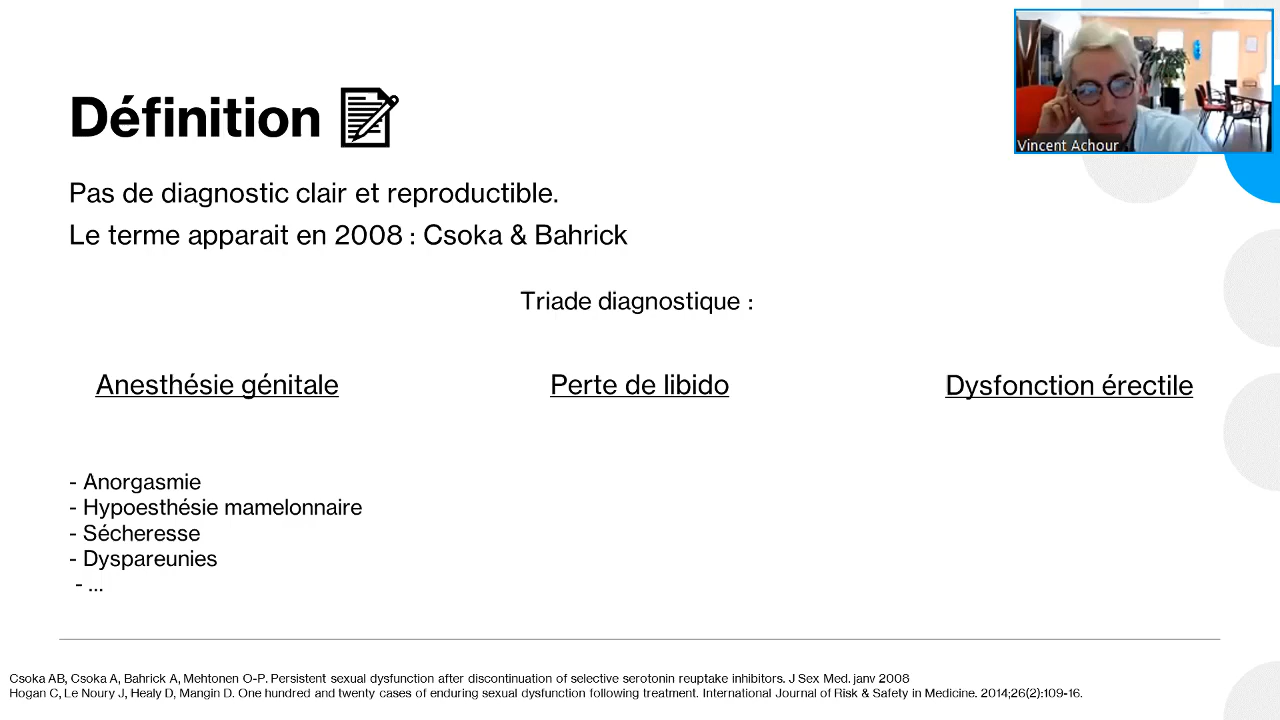 Définition
Vincent Achour
Pas de diagnostic clair et reproductible.
Le terme apparait en 2008 : Csoka & Bahrick
Triade diagnostique :
Anesthésie génitale
Perte de libido
Dysfonction érectile
- Anorgasmie
- Hypoesthésie mamelonnaire
- Sécheresse
- Dyspareunies
- ...
Csoka AB, Csoka A, Bahrick A, Mehtonen O-P. Persistent sexual dysfunction after discontinuation of selective serotonin reuptake inhibitors. J Sex Med. janv 2008
Hogan C, Le Noury J, Healy D, Mangin D. One hundred and twenty cases of enduring sexual dysfunction following treatment. International Journal of Risk & Safety in Medicine. 2014;26(2):109-16.